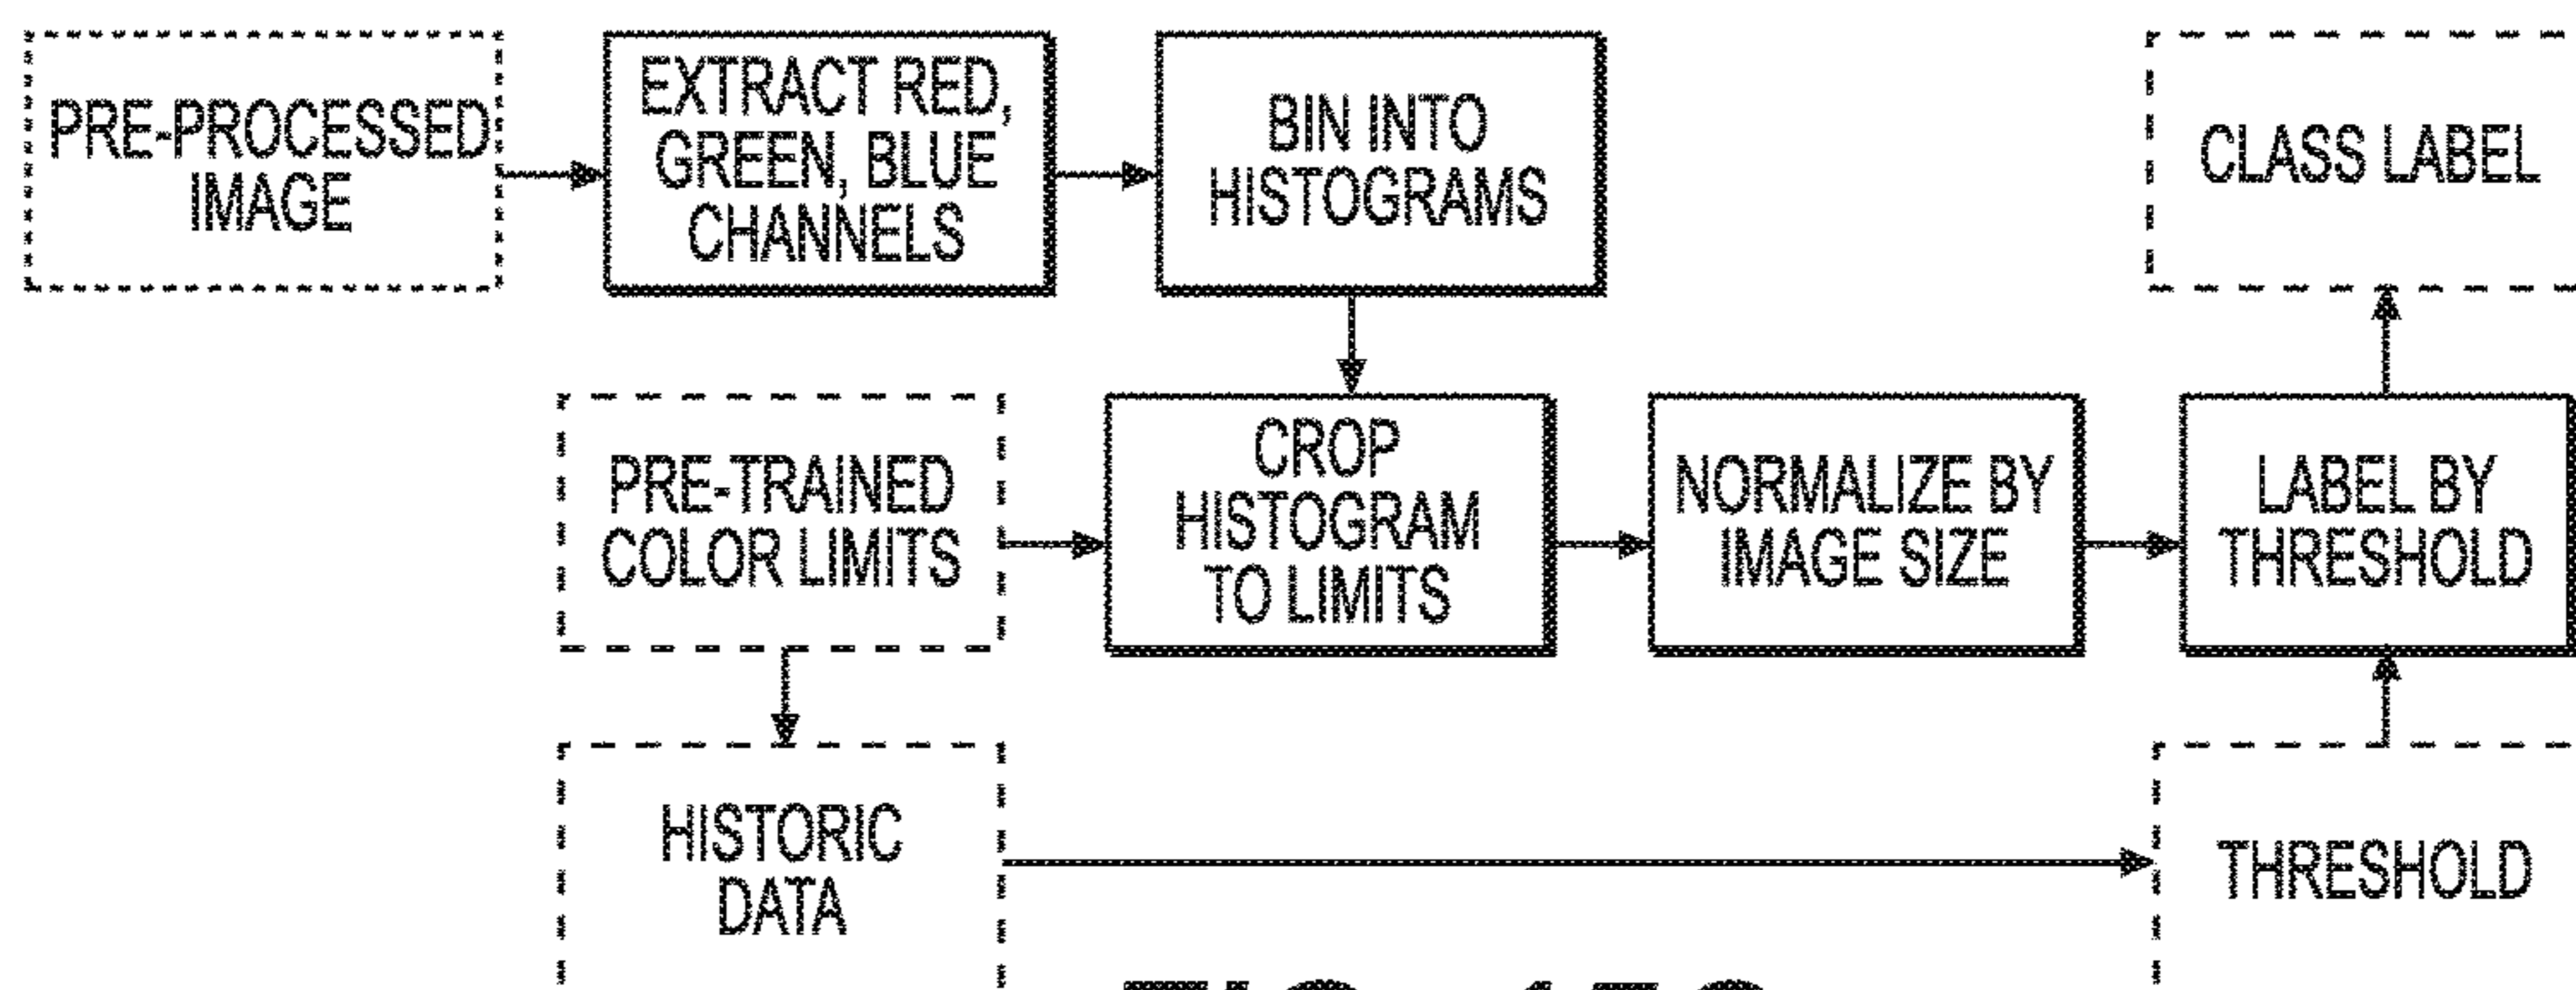 PRE-PROCESSED
IMAGE
EXTRACT RED,
GREEN, BLUE
CHANNELS
BIN INTO
HISTOGRAMS
CLASS LABEL
PRE-TRAINED
COLOR LIMITS
CROP
HISTOGRAM
TO LIMITS
NORMALIZE BY
IMAGE SIZE
LABEL BY
THRESHOLD
HISTORIC
DATA
THRESHOLD